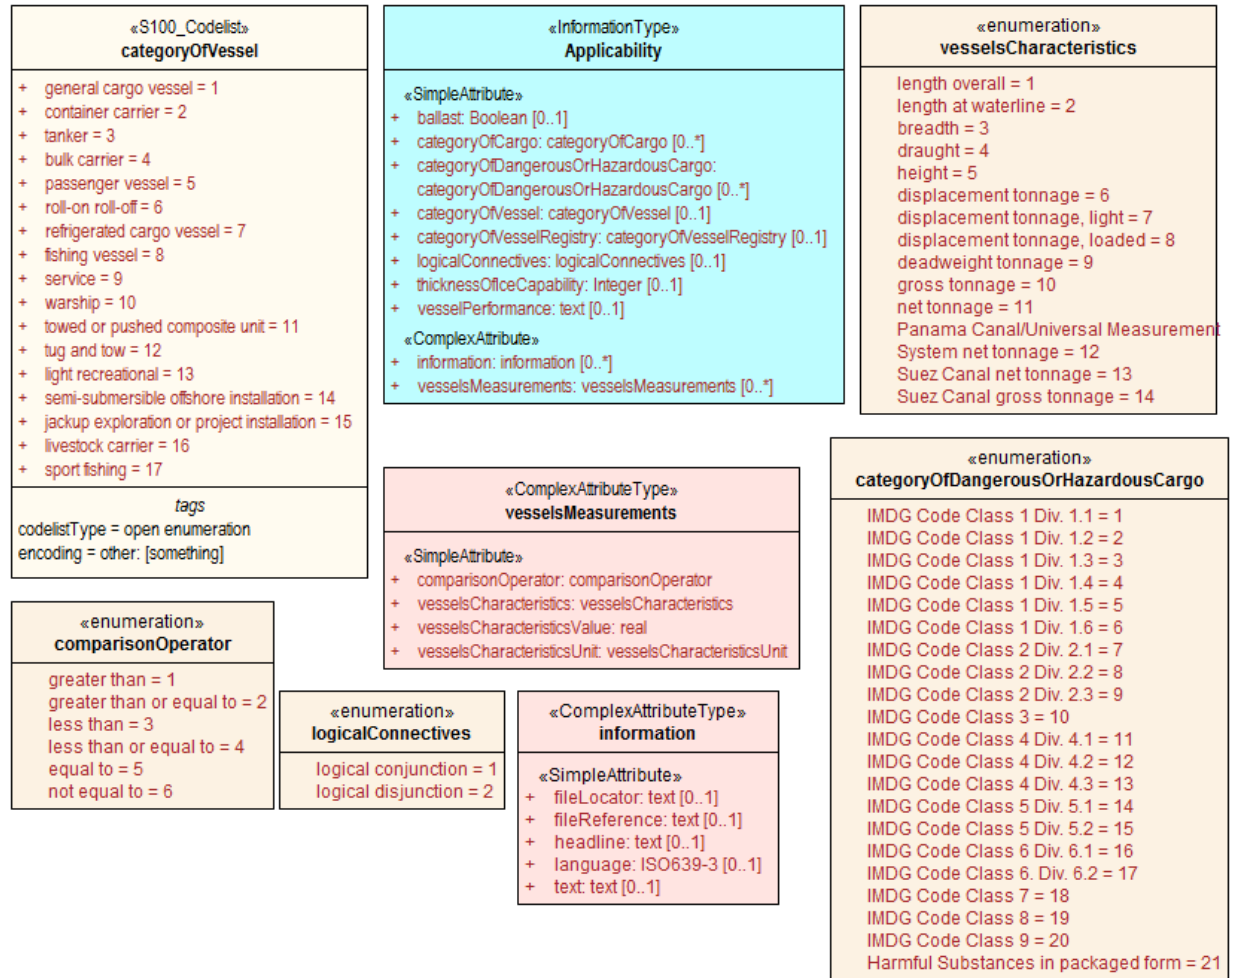 «S100_Codelist»
categoryOfVessel
+ general cargo vessel = 1
+ container carrier = 2
+ tanker = 3
+ bulk carrier = 4
+ passenger vessel = 5
+ roll-on roll-off = 6
+ refrigerated cargo vessel = 7
+ fishing vessel = 8
+ service = 9
+ warship = 10
+ towed or pushed composite unit = 11
+ tug and tow = 12
+ light recreational = 13
+ semi-submersible offshore installation = 14
+ jackup exploration or project installation = 15
+ livestock carrier = 16
+ sport fishing = 17
tags
codelistType = open enumeration
encoding = other: [something]
«InformationType»
Applicability
«SimpleAttribute»
+ ballast: Boolean [0..1]
+ categoryOfCargo: categoryOfCargo [0..*]
+ categoryOfDangerousOrHazardousCargo:
categoryOfDangerousOrHazardousCargo [0..*]
+ categoryOfVessel: categoryOfVessel [0..1]
+ categoryOfVesselRegistry: categoryOfVesselRegistry [0..1]
+ logicalConnectives: logicalConnectives [0..1]
+ thicknessOfIceCapability: Integer [0..1]
+ vesselPerformance: text [0..1]
«ComplexAttribute»
+ information: information [0..*]
+ vesselsMeasurements: vesselsMeasurements [0..*]
«enumeration»
vesselsCharacteristics
length overall = 1
length at waterline = 2
breadth = 3
draught = 4
height = 5
displacement tonnage = 6
displacement tonnage, light = 7
displacement tonnage, loaded = 8
deadweight tonnage = 9
gross tonnage = 10
net tonnage = 11
Panama Canal/Universal Measurement
System net tonnage = 12
Suez Canal net tonnage = 13
Suez Canal gross tonnage = 14
«ComplexAttributeType»
vesselsMeasurements
«SimpleAttribute»
+ comparisonOperator: comparisonOperator
+ vesselsCharacteristics: vesselsCharacteristics
+ vesselsCharacteristicsValue: real
+ vesselsCharacteristicsUnit: vesselsCharacteristicsUnit
«enumeration»
categoryOfDangerousOrHazardousCargo
IMDG Code Class 1 Div. 1.1 = 1
IMDG Code Class 1 Div. 1.2 = 2
IMDG Code Class 1 Div. 1.3 = 3
IMDG Code Class 1 Div. 1.4 = 4
IMDG Code Class 1 Div. 1.5 = 5
IMDG Code Class 1 Div. 1.6 = 6
IMDG Code Class 2 Div. 2.1 = 7
IMDG Code Class 2 Div. 2.2 = 8
IMDG Code Class 2 Div. 2.3 = 9
IMDG Code Class 3 = 10
IMDG Code Class 4 Div. 4.1 = 11
IMDG Code Class 4 Div. 4.2 = 12
IMDG Code Class 4 Div. 4.3 = 13
IMDG Code Class 5 Div. 5.1 = 14
IMDG Code Class 5 Div. 5.2 = 15
IMDG Code Class 6 Div. 6.1 = 16
IMDG Code Class 6. Div. 6.2 = 17
IMDG Code Class 7 = 18
IMDG Code Class 8 = 19
IMDG Code Class 9 = 20
Harmful Substances in packaged form = 21
«enumeration»
comparisonOperator
greater than = 1
greater than or equal to = 2
less than = 3
less than or equal to = 4
equal to = 5
not equal to = 6
«enumeration»
logicalConnectives
logical conjunction = 1
logical disjunction = 2
«ComplexAttributeType»
information
«SimpleAttribute»
+ fileLocator: text [0..1]
+ fileReference: text [0..1]
+ headline: text [0..1]
+ language: ISO639-3 [0..1]
+ text: text [0..1]